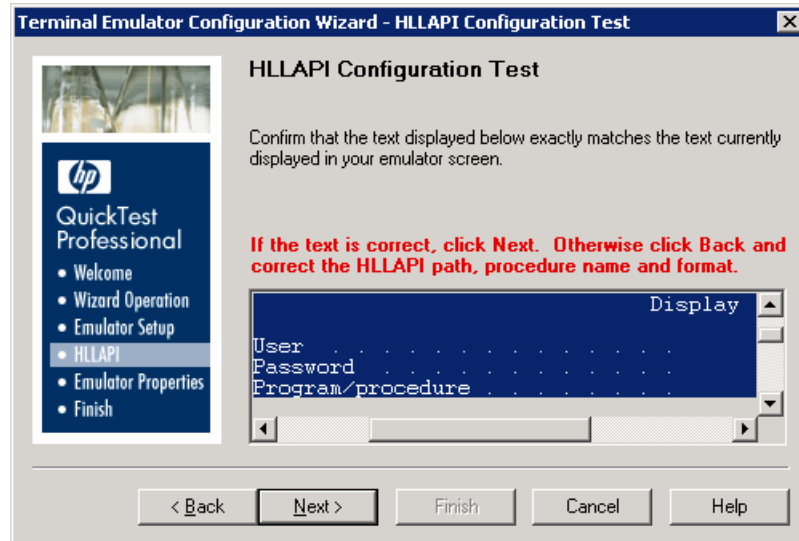 Terminal Emulator Configuration Wizard - HLLAPI Configuration Test
HLLAPI Configuration Test
Confirm that the text displayed below exactly matches the text currently
displayed in your emulator screen.
hp
QuickTest
Professional
• Welcome
• Wizard Operation
• Emulator Setup
• HLLAPI
• Emulator Properties
• Finish
If the text is correct, click Next. Otherwise click Back and
correct the HLLAPI path, procedure name and format.
Display
User . . . . . . . . . . . . .
Password . . . . . . . . . . . .
Program/procedure . . . . . . . .
< Back
Next >
Finish
Cancel
Help